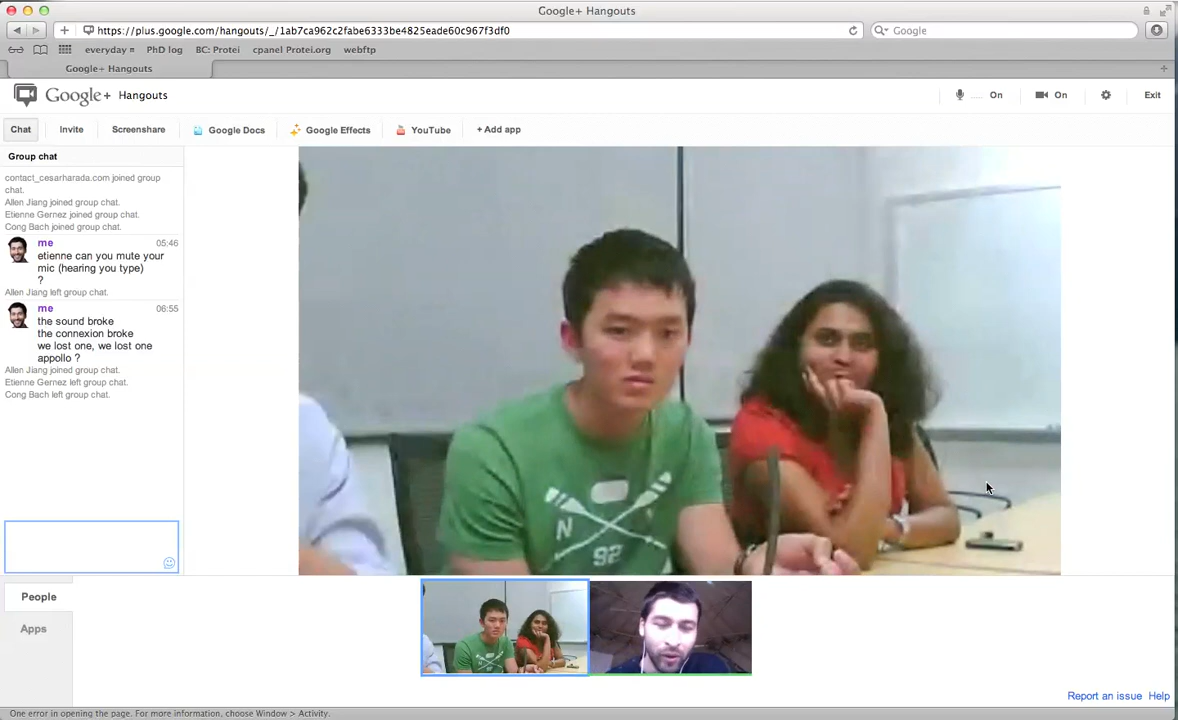 Google+ Hangouts
https://plus.google.com/hangouts/_/1ab7ca962c2fabe6333be4825eade60c967f3df0
Google
everyday PhD log BC: Protei cpanel Protei.org webftp
Google+ Hangouts
Google+ Hangouts
On On Exit
Chat Invite Screenshare Google Docs Google Effects YouTube + Add app
Group chat
contact_cesarharada.com joined group
chat.
Allen Jiang joined group chat.
Etienne Gernez joined group chat.
Cong Bach joined group chat.
me 05:46
etienne can you mute your
mic (hearing you type)
?
Allen Jiang left group chat.
me 06:55
the sound broke
the connexion broke
we lost one, we lost one
appollo ?
Allen Jiang joined group chat.
Etienne Gernez left group chat.
Cong Bach left group chat.
N
92
People
Apps
Report an issue Help
One error in opening the page. For more information, choose Window > Activity.